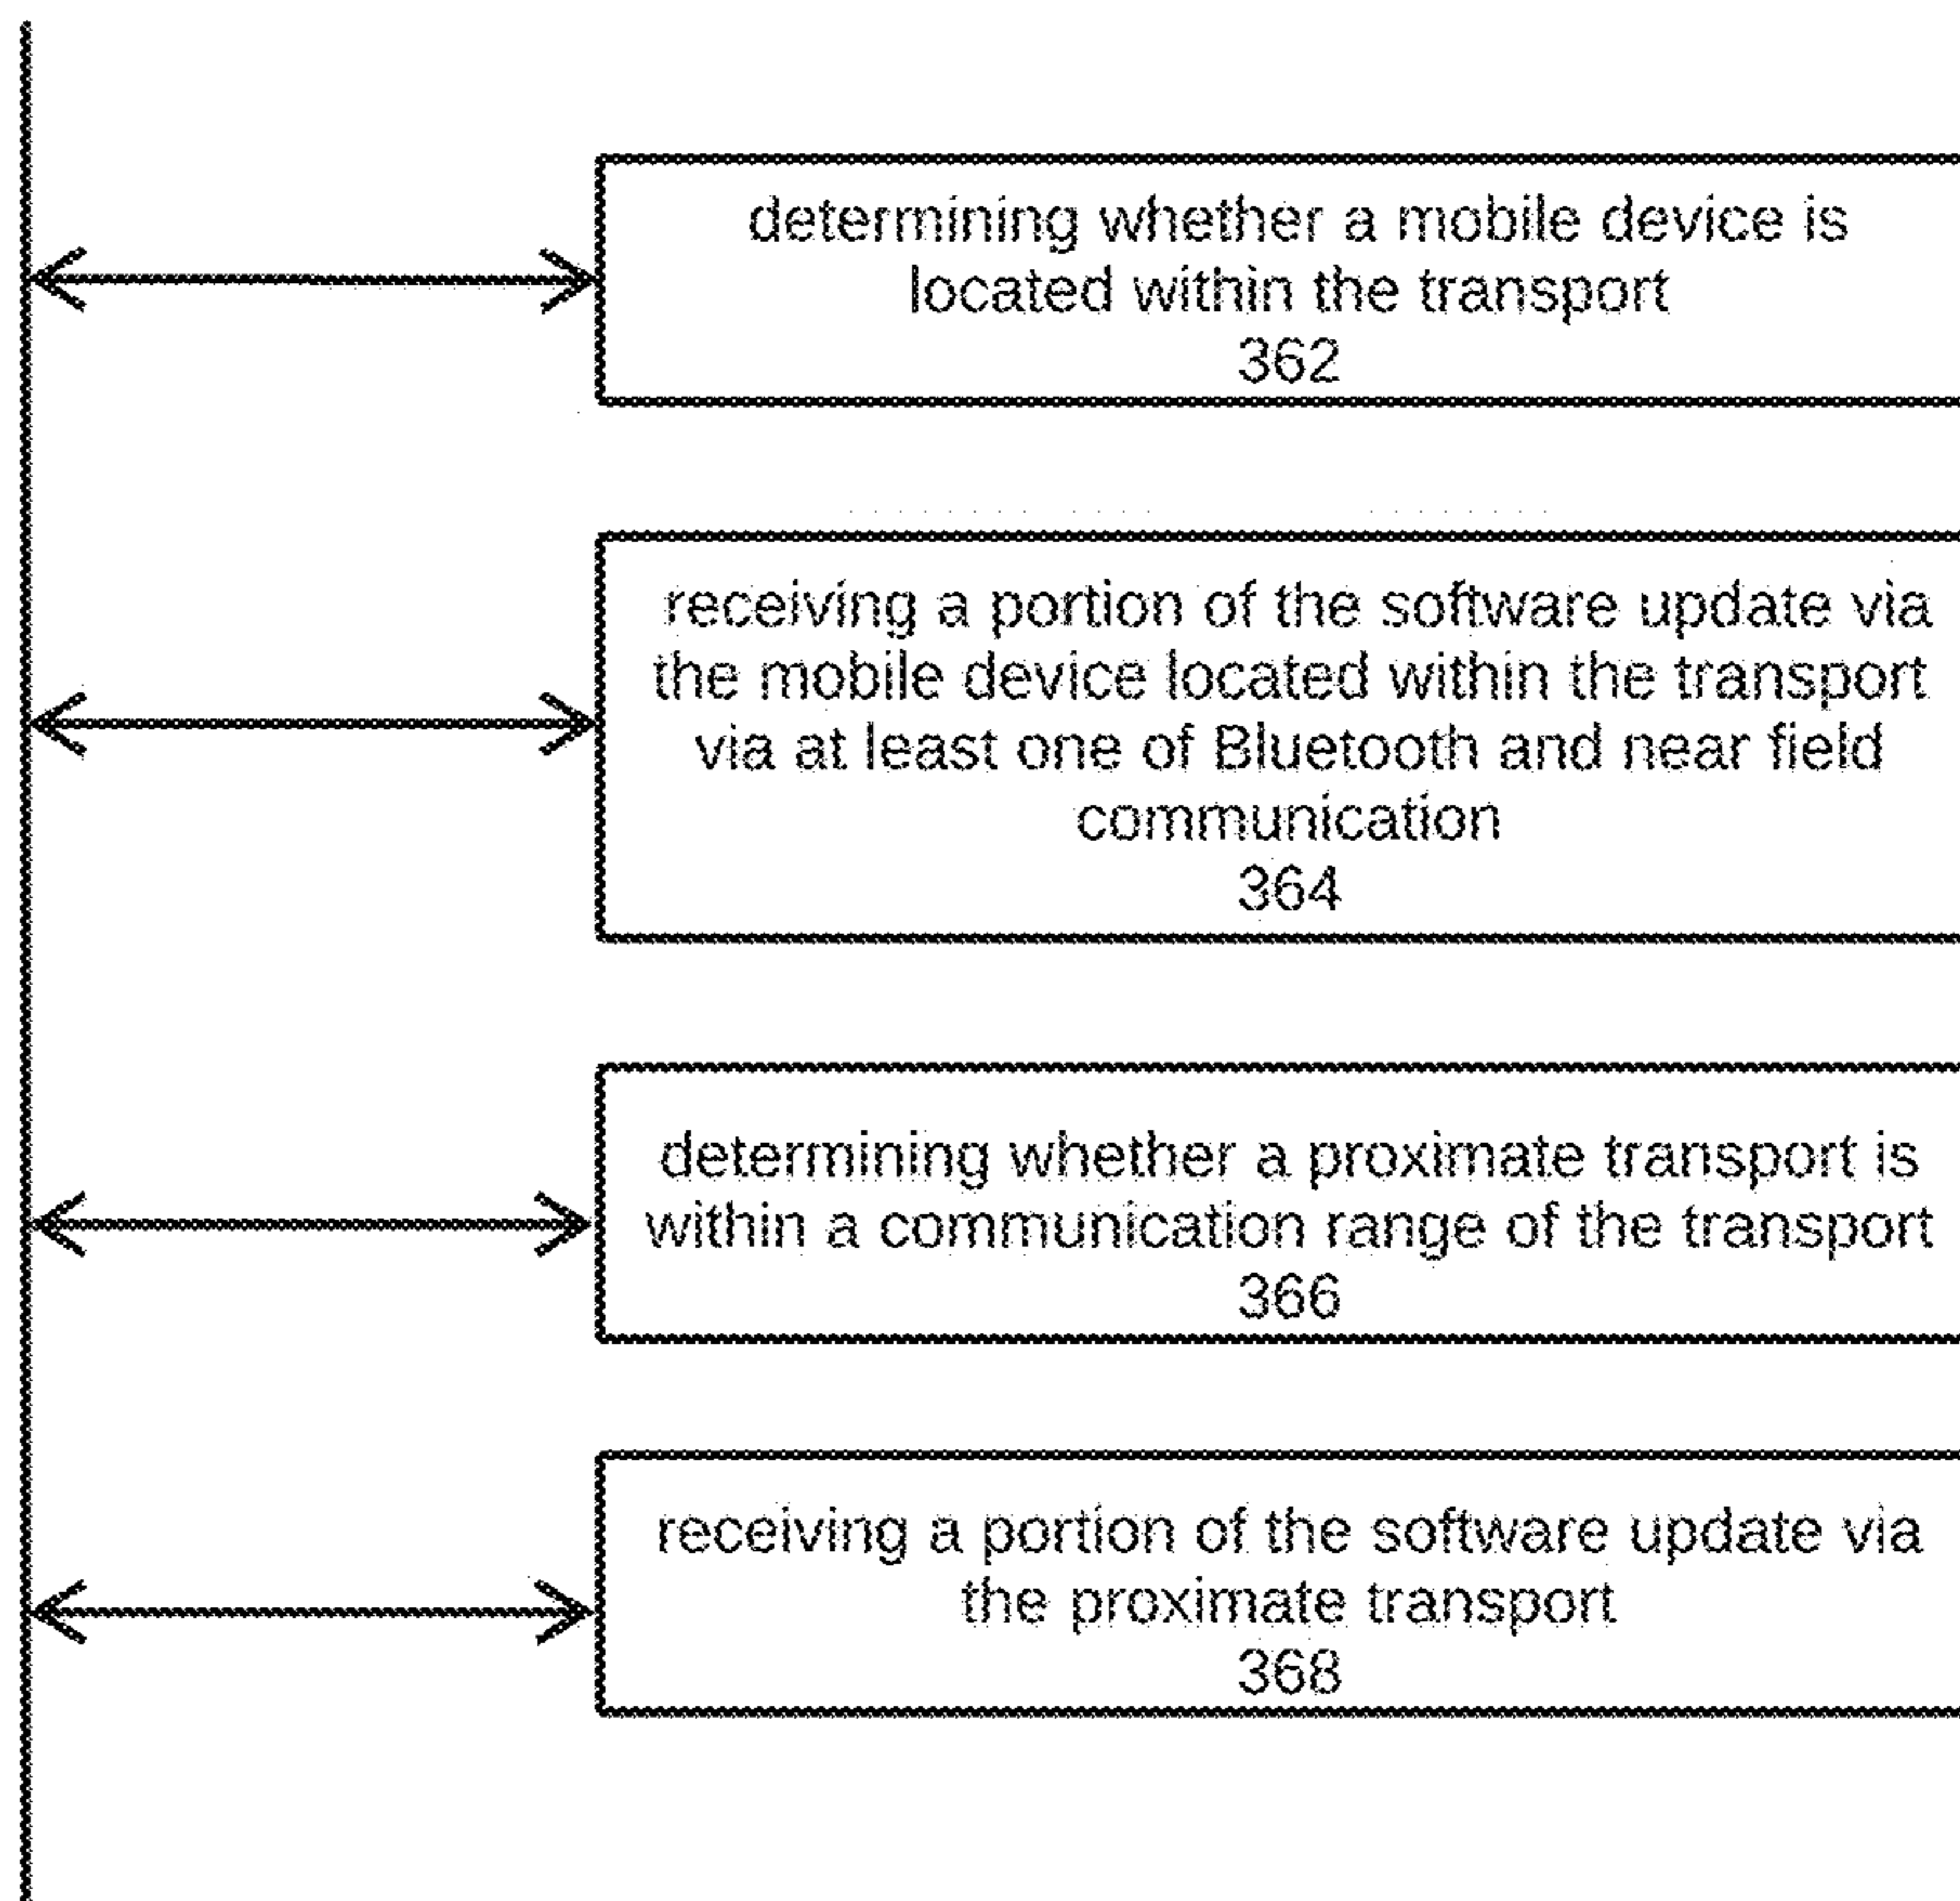 determining whether a mobile device is
located within the transport
362
receiving a portion of the software update via
the mobile device located within the transport
via at least one of Bluetooth and near field
communication
364
determining whether a proximate transport is
within a communication range of the transport
366
receiving a portion of the software update via
the proximate transport
368